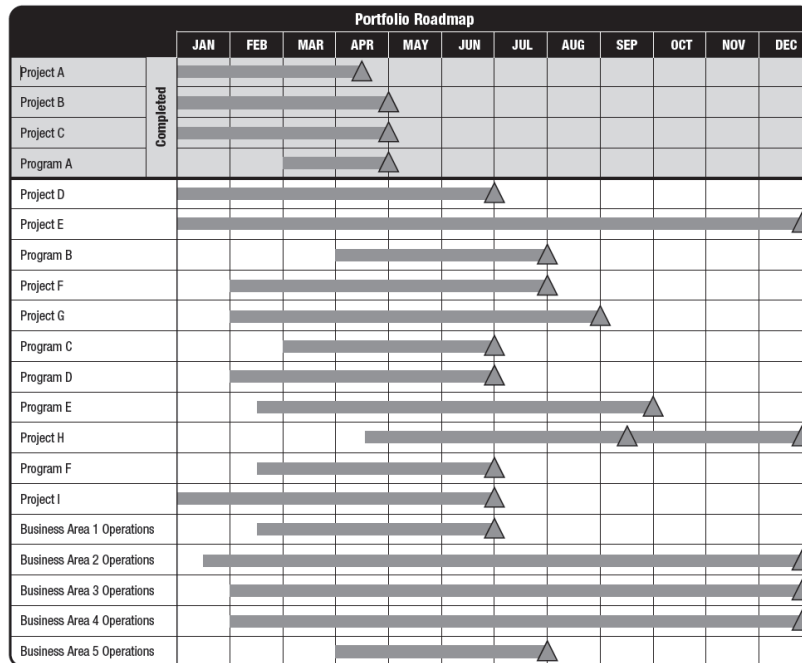 Portfolio Roadmap
JAN FEB MAR APR MAY JUN JUL AUG SEP OCT NOV DEC
Completed
Project A
Project B
Project C
Program A
Project D
Project E
Program B
Project F
Project G
Program C
Program D
Program E
Project H
Program F
Project I
Business Area 1 Operations
Business Area 2 Operations
Business Area 3 Operations
Business Area 4 Operations
Business Area 5 Operations